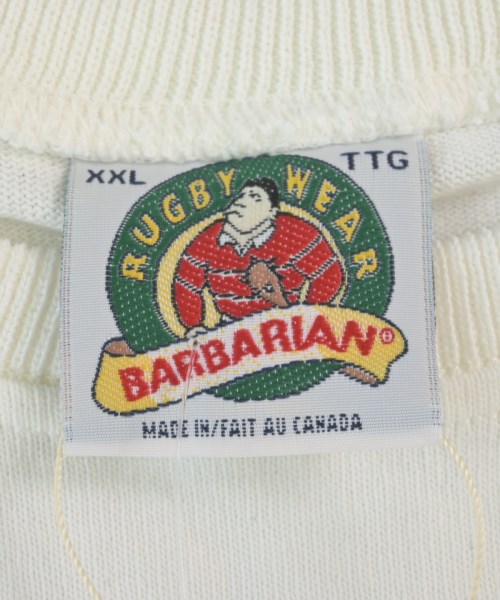 XXL TTG
RUGBY WEAR
BARBARIAN®
MADE IN/FAIT AU CANADA